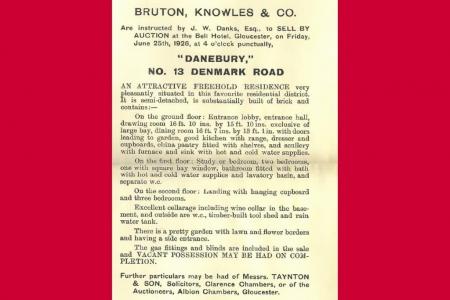 BRUTON, KNOWLES & CO.
Are instructed by J. W. Danks, Esq., to SELL BY
AUCTION at the Bell Hotel, Gloucester, on Friday,
June 25th, 1926, at 4 o'clock punctually,
"DANEBURY,"
NO. 13 DENMARK ROAD
AN ATTRACTIVE FREEHOLD RESIDENCE very
pleasantly situated in this favourite residential district.
It is semi-detached, is substantially built of brick and
contains:—
On the ground floor: Entrance lobby, entrance hall,
drawing room 16 ft. 10 ins. by 15 ft. 10 ins. exclusive of
large bay, dining room 16 ft. 7 ins. by 13 ft. 1 in. with doors
leading to garden, good kitchen with range, dresser and
cupboards, china pantry fitted with shelves, and scullery
with furnace and sink with hot and cold water supplies.
On the first floor: Study or bedroom, two bedrooms,
one with square bay window, bathroom fitted with bath
with hot and cold water supplies and lavatory basin, and
separate w.c.
On the second floor: Landing with hanging cupboard
and three bedrooms.
Excellent cellarage including wine cellar in the base-
ment, and outside are w.c., timber-built tool shed and rain
water tank.
There is a pretty garden with lawn and flower borders
and having a side entrance.
The gas fittings and blinds are included in the sale
and VACANT POSSESSION MAY BE HAD ON COM-
PLETION.
Further particulars may be had of Messrs. TAYNTON
& SON, Solicitors, Clarence Chambers, or of
the Auctioneers, Albion Chambers, Gloucester.